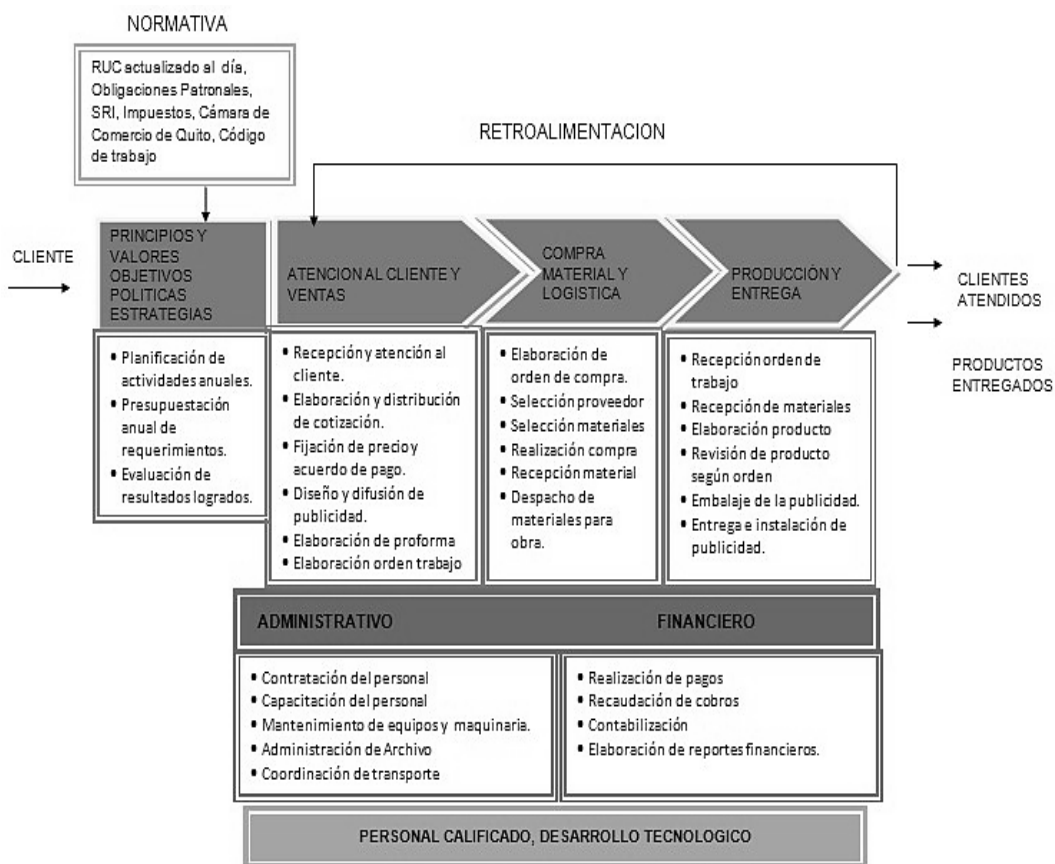 NORMATIVA
RUC actualizado al día,
Obligaciones Patronales,
SRI, Impuestos, Cámara de
Comercio de Quito, Código
de trabajo
RETROALIMENTACION
CLIENTE
PRINCIPIOS Y
VALORES
OBJETIVOS
POLITICAS
ESTRATEGIAS
ATENCION AL CLIENTE Y
VENTAS
COMPRA
MATERIAL Y
LOGISTICA
PRODUCCIÓN Y
ENTREGA
CLIENTES
ATENDIDOS
PRODUCTOS
ENTREGADOS
• Planificación de
actividades anuales.
• Presupuestación
anual de
requerimientos.
• Evaluación de
resultados logrados.
• Recepción y atención al
cliente.
• Elaboración y distribución
de cotización.
• Fijación de precio y
acuerdo de pago.
• Diseño y difusión de
publicidad.
• Elaboración de proforma
• Elaboración orden trabajo
• Elaboración de
orden de compra.
• Selección proveedor
• Selección materiales
• Realización compra
• Recepción material
• Despacho de
materiales para
obra.
• Recepción orden de
trabajo
• Recepción de materiales
• Elaboración producto
• Revisión de producto
según orden
• Embalaje de la publicidad.
• Entrega e instalación de
publicidad.
ADMINISTRATIVO
FINANCIERO
• Contratación del personal
• Capacitación del personal
• Mantenimiento de equipos y maquinaria.
• Administración de Archivo
• Coordinación de transporte
• Realización de pagos
• Recaudación de cobros
• Contabilización
• Elaboración de reportes financieros.
PERSONAL CALIFICADO, DESARROLLO TECNOLOGICO